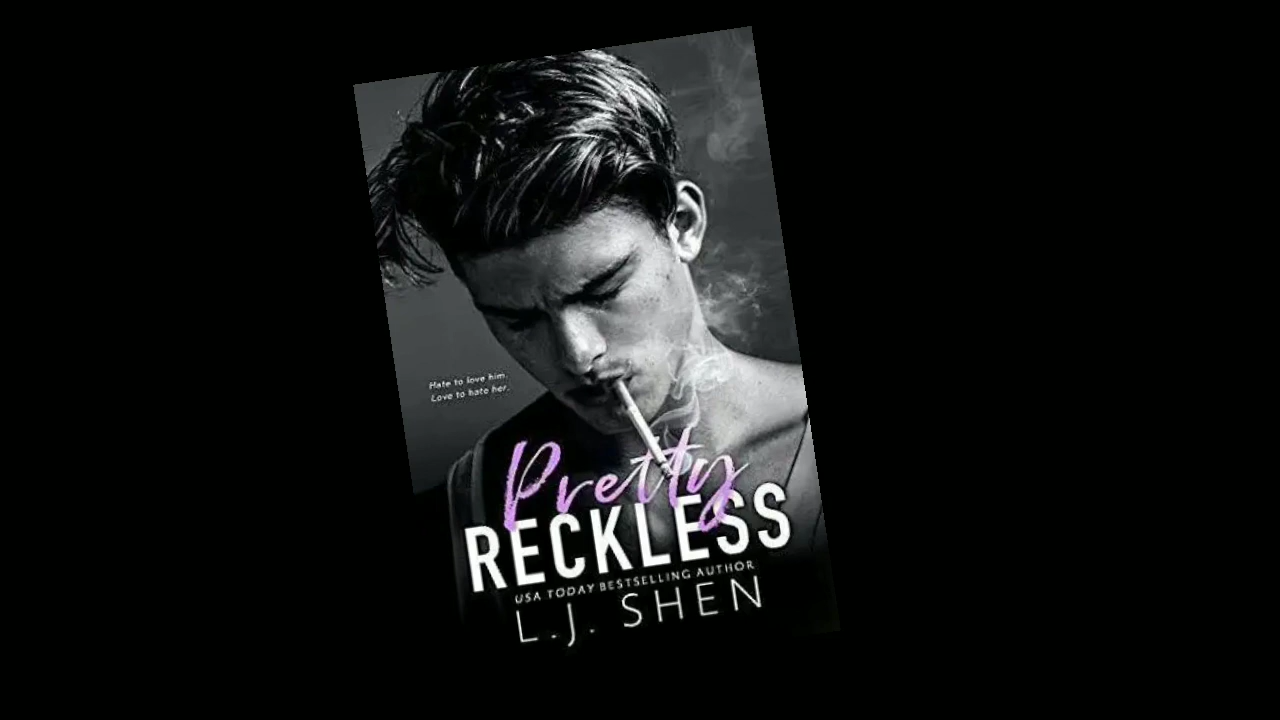 Hate to love him.
Love to hate her.
Pretty
RECKLESS
USA TODAY BESTSELLING AUTHOR
L.J. SHEN